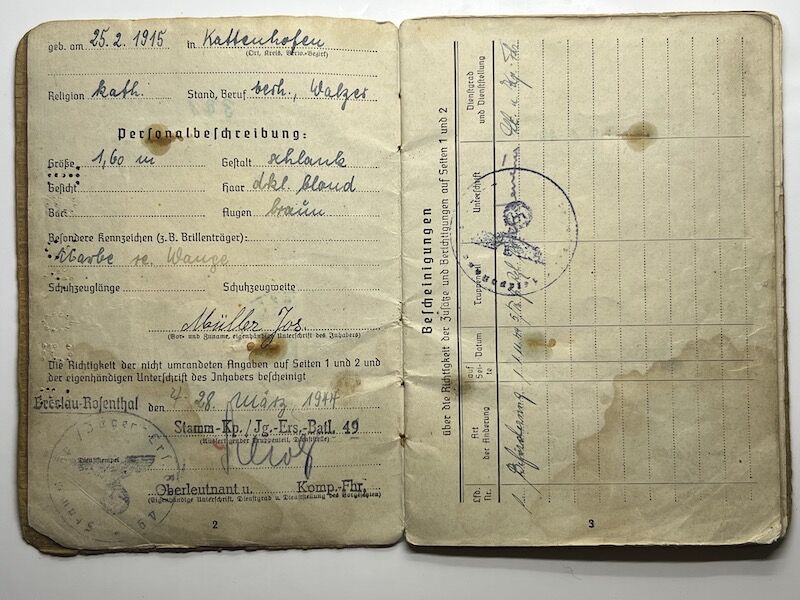 geb. am 25.2. 1915 in Kattenhofen
(Ort, Kreis, Verw.-Bezirk)
Religion kath. Stand, Beruf verh., Walzer
Personalbeschreibung:
Größe 1,60 m Gestalt schlank
Gesicht Haar dkl. blond
Bart Augen braun
Besondere Kennzeichen (z.B. Brillenträger):
Narbe re. Wange
Schuhzeuglänge Schuhzeugweite
Müller Jos.
(Vor- und Zuname, eigenhändige Unterschrift des Inhabers)
Die Richtigkeit der nicht umrandeten Angaben auf Seiten 1 und 2 und
der eigenhändigen Unterschrift des Inhabers bescheinigt
Breslau-Rosenthal den 28. März 1944
Stamm-Kp./Jg.-Ers.-Batl. 49
(Ausfertigender Truppenteil, Dienststelle)
Dienststempel
Oberleutnant u. Komp.-Fhr.
(Eigenhändige Unterschrift, Dienstgrad u. Dienststellung des Vorgesetzten)
2
Bescheinigungen
über die Richtigkeit der Zusätze und Berichtigungen auf Seiten 1 und 2
Lfd. Nr.
Art der Änderung
auf Seite
Datum
Truppenteil
Unterschrift
Dienstgrad und Dienststellung
Beförderung
3